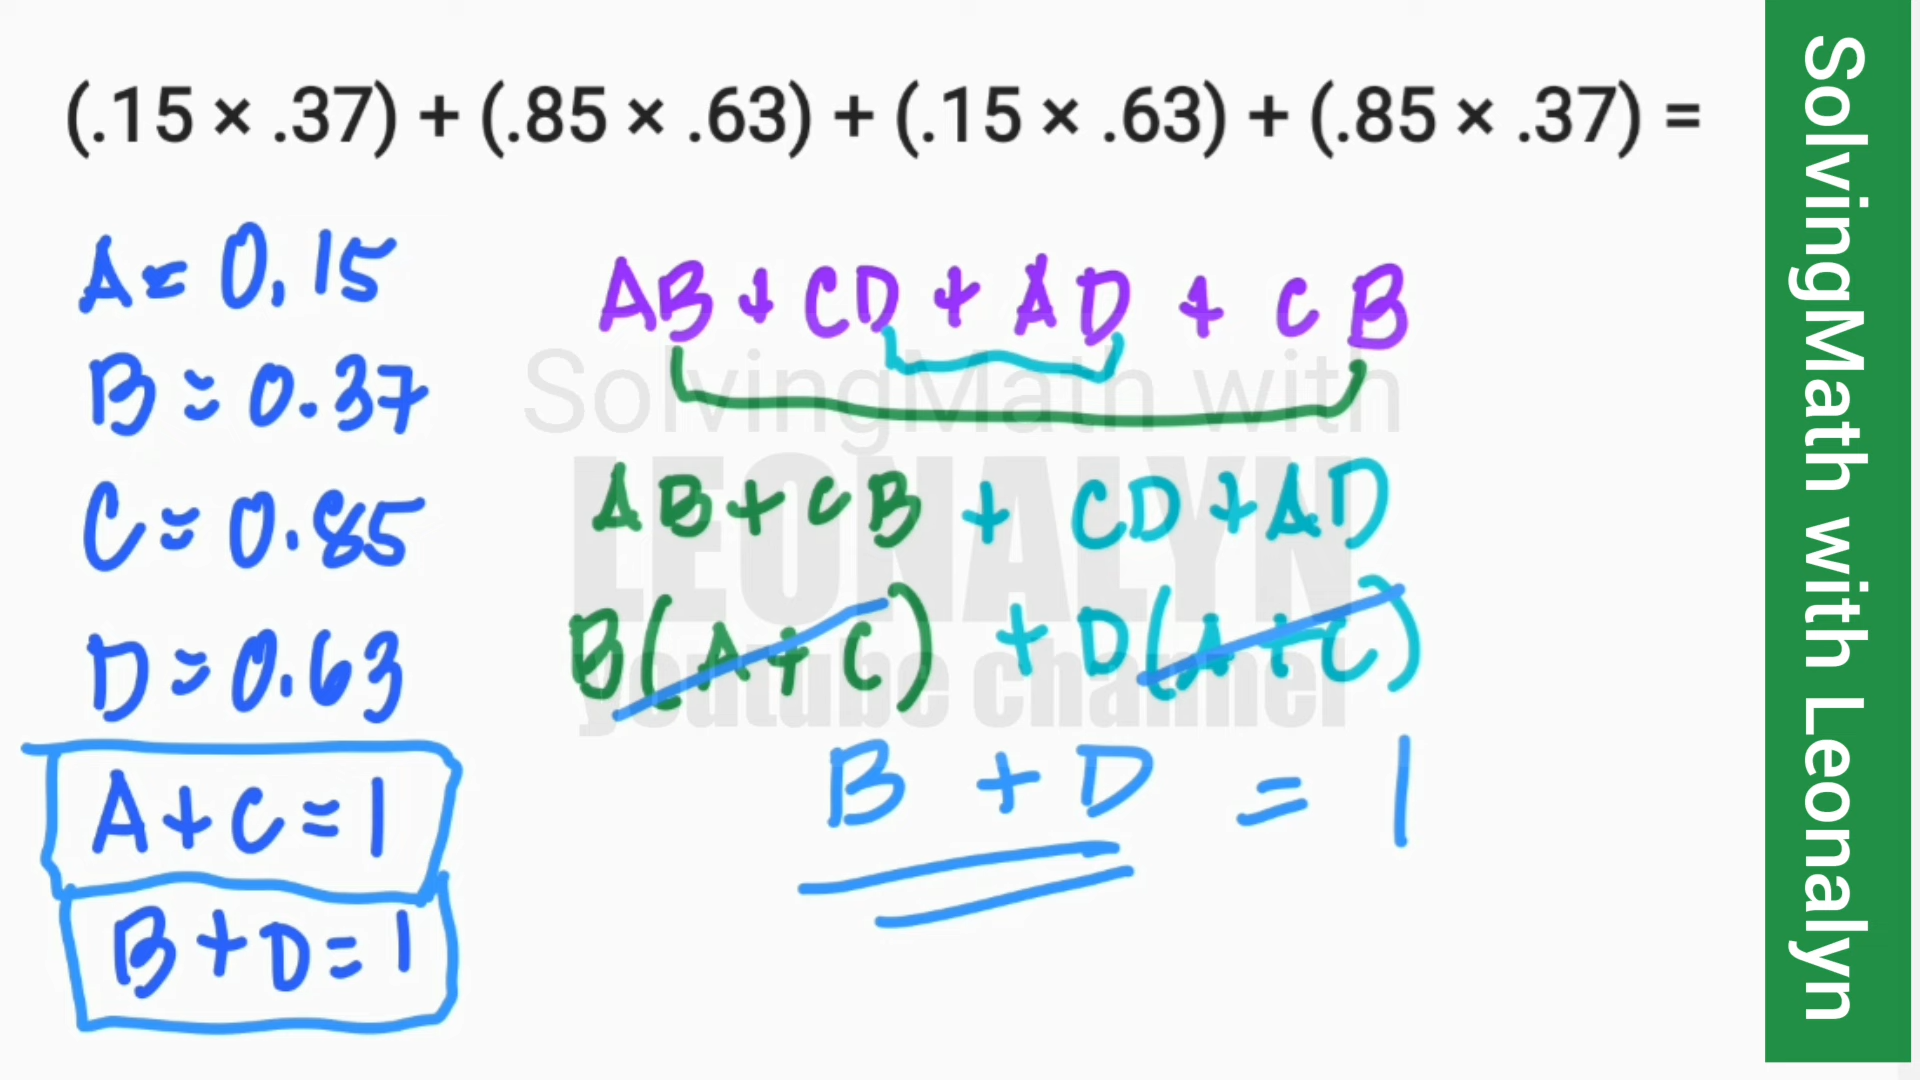 (.15 × .37) + (.85 × .63) + (.15 × .63) + (.85 × .37) =
A = 0.15
B = 0.37
C = 0.85
D = 0.63
A + C = 1
B + D = 1
AB + CD + AD + CB
AB + CB + CD + AD
B(A + C) + D(A + C)
B + D = 1
SolvingMath with
LEONALYN
youtube channel
SolvingMath with Leonalyn